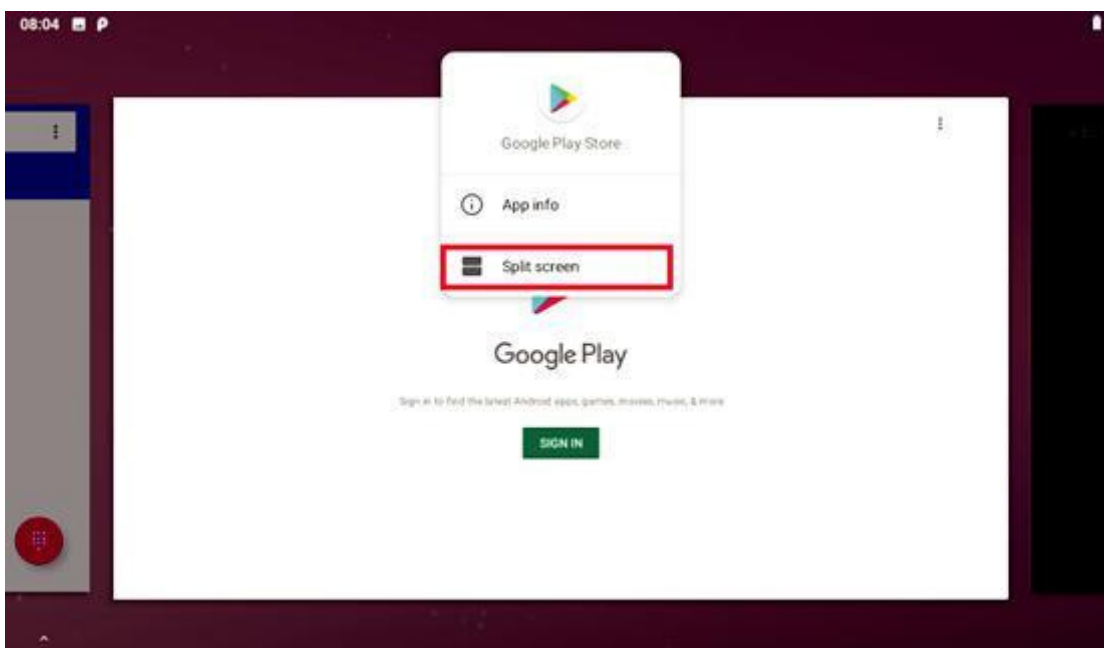 08:04
Google Play Store
App info
Split screen
Google Play
Sign in to find the latest Android apps, games, movies, music, & more
SIGN IN